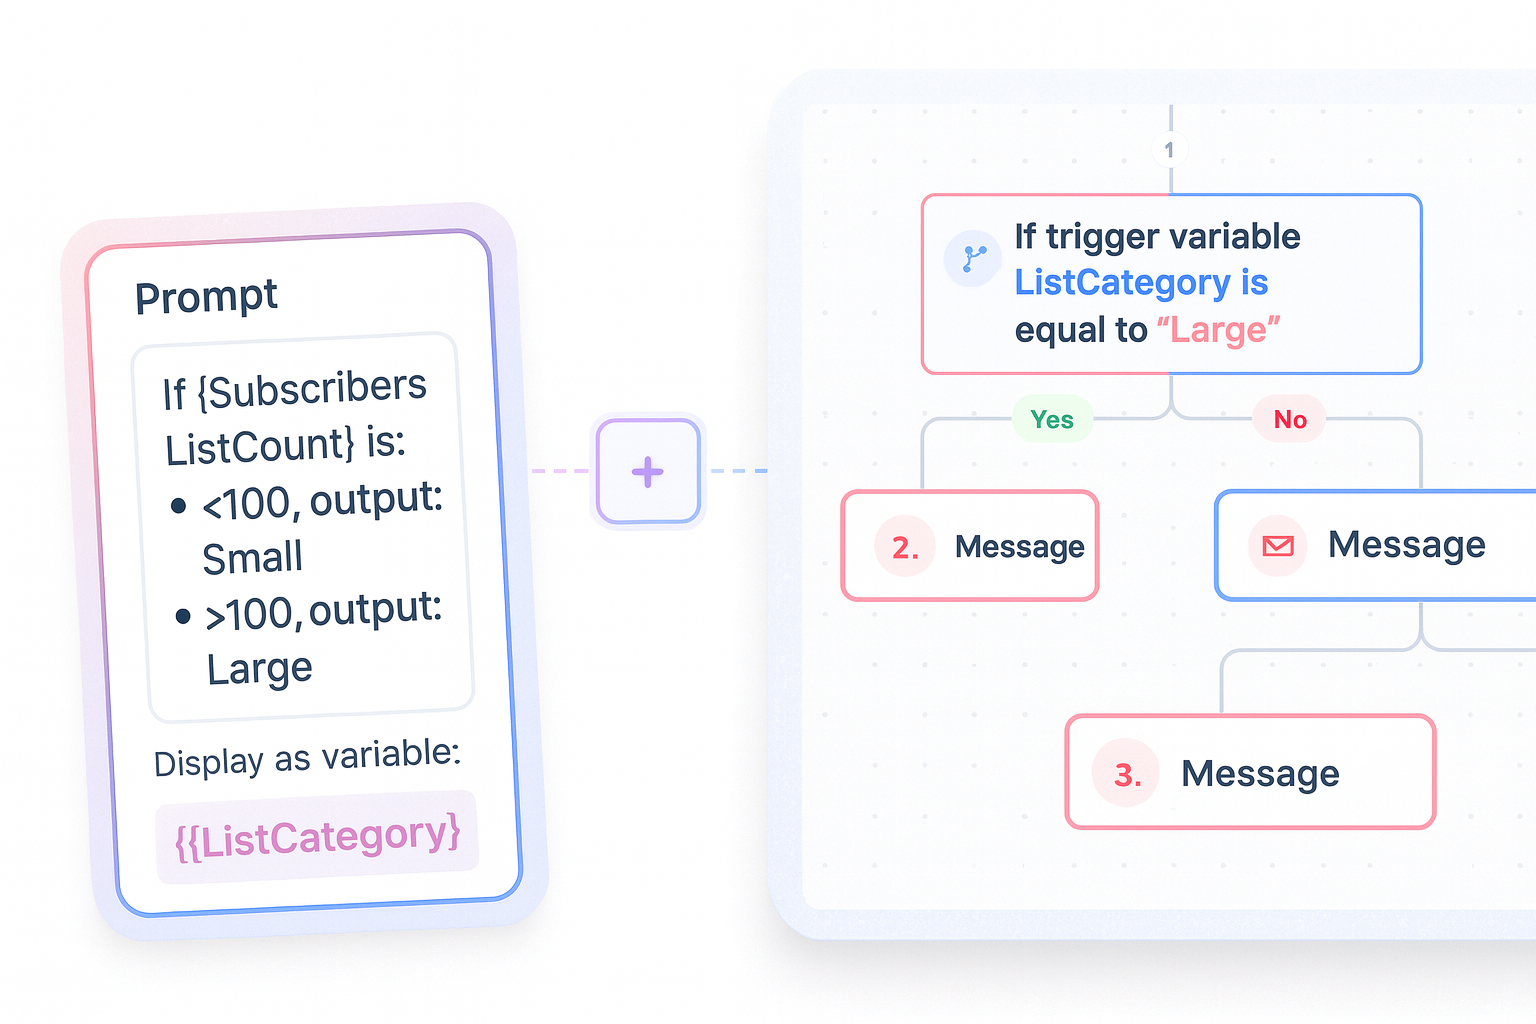 Prompt
If {Subscribers
ListCount} is:
• <100, output:
Small
• >100, output:
Large
Display as variable:
{{ListCategory}
1
If trigger variable
ListCategory is
equal to “Large”
Yes
No
2. Message
Message
3. Message